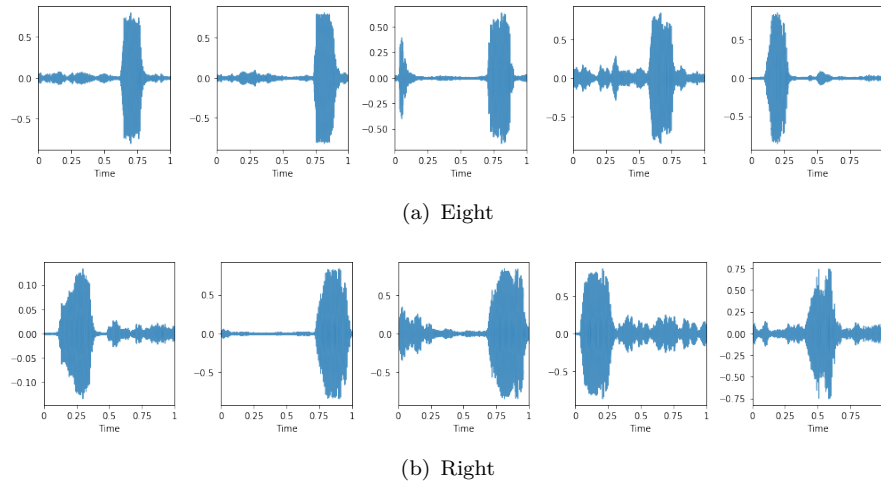 0.5 0.0 −0.5 0 0.25 0.5 0.75 1 Time
0.5 0.0 −0.5 0 0.25 0.5 0.75 1 Time
0.50 0.25 0.00 −0.25 −0.50 0 0.25 0.5 0.75 1 Time
0.5 0.0 −0.5 0 0.25 0.5 0.75 1 Time
0.5 0.0 −0.5 0 0.25 0.5 0.75 Time
(a) Eight
0.10 0.05 0.00 −0.05 −0.10 0 0.25 0.5 0.75 1 Time
0.5 0.0 −0.5 0 0.25 0.5 0.75 1 Time
0.5 0.0 −0.5 0 0.25 0.5 0.75 1 Time
0.5 0.0 −0.5 0 0.25 0.5 0.75 1 Time
0.75 0.50 0.25 0.00 −0.25 −0.50 −0.75 0 0.25 0.5 0.75 Time
(b) Right